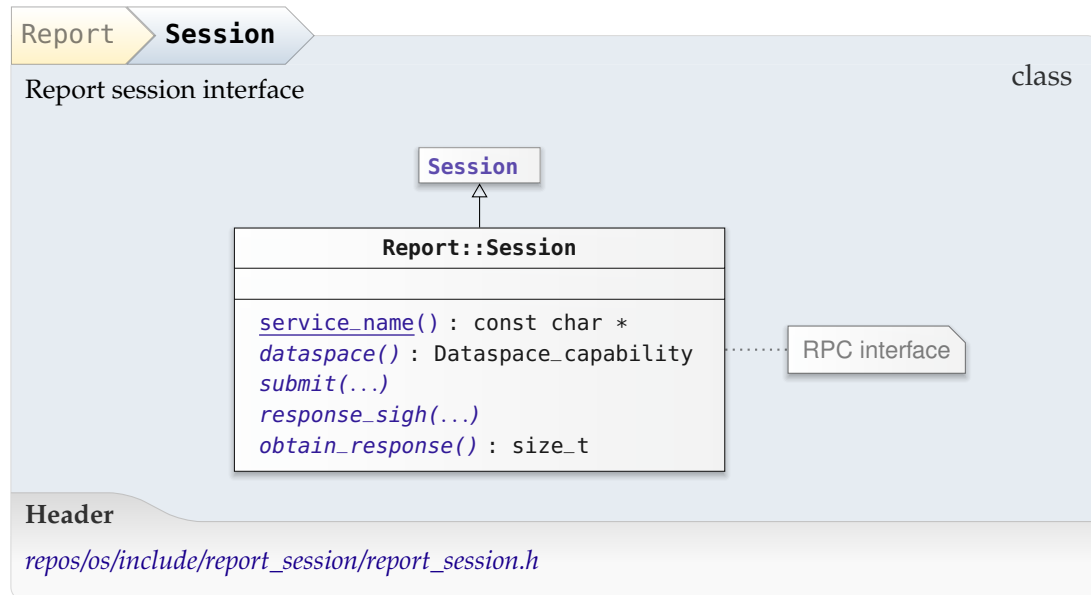 Report Session
class
Report session interface
Session
Report::Session
service_name() : const char *
dataspace() : Dataspace_capability
RPC interface
submit(...)
response_sigh(...)
obtain_response() : size_t
Header
repos/os/include/report_session/report_session.h